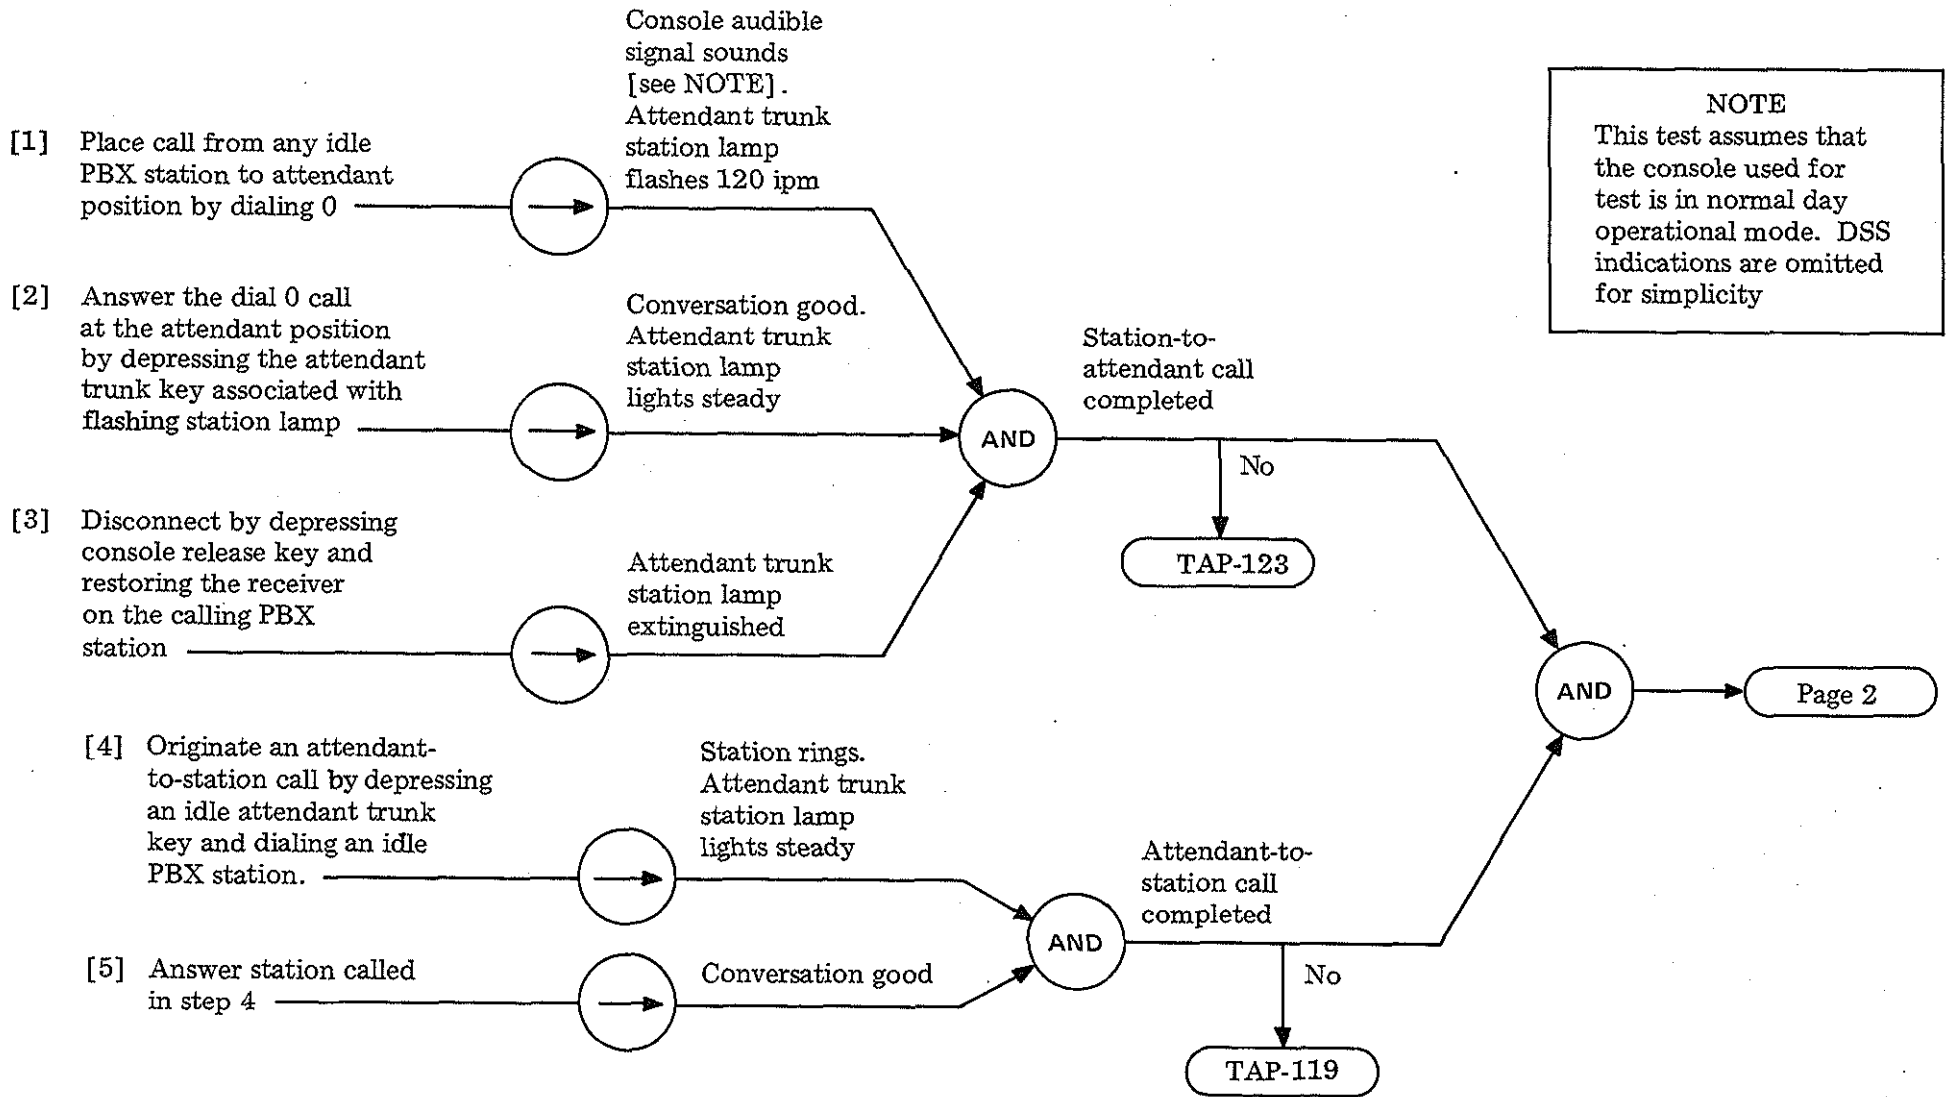 [1] Place call from any idle
PBX station to attendant
position by dialing 0
Console audible
signal sounds
[see NOTE].
Attendant trunk
station lamp
flashes 120 ipm
NOTE
This test assumes that
the console used for
test is in normal day
operational mode. DSS
indications are omitted
for simplicity
[2] Answer the dial 0 call
at the attendant position
by depressing the attendant
trunk key associated with
flashing station lamp
Conversation good.
Attendant trunk
station lamp
lights steady
AND
Station-to-
attendant call
completed
No
TAP-123
[3] Disconnect by depressing
console release key and
restoring the receiver
on the calling PBX
station
Attendant trunk
station lamp
extinguished
AND
Page 2
[4] Originate an attendant-
to-station call by depressing
an idle attendant trunk
key and dialing an idle
PBX station.
Station rings.
Attendant trunk
station lamp
lights steady
AND
Attendant-to-
station call
completed
No
TAP-119
[5] Answer station called
in step 4
Conversation good